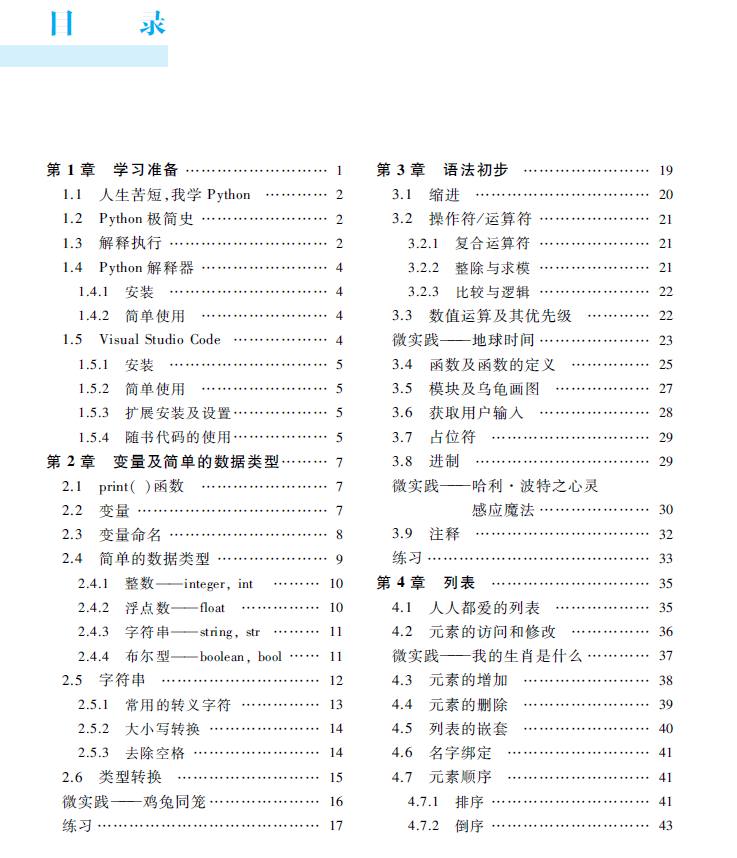 目 录
第 1 章 学习准备 ………………………… 1
1.1 人生苦短,我学 Python ………… 2
1.2 Python 极简史 …………………… 2
1.3 解释执行 ………………………… 2
1.4 Python 解释器 …………………… 4
1.4.1 安装 ………………………… 4
1.4.2 简单使用 …………………… 4
1.5 Visual Studio Code ……………… 4
1.5.1 安装 ………………………… 5
1.5.2 简单使用 …………………… 5
1.5.3 扩展安装及设置……………… 5
1.5.4 随书代码的使用……………… 5
第 2 章 变量及简单的数据类型……… 7
2.1 print( )函数 …………………… 7
2.2 变量 ……………………………… 7
2.3 变量命名 ………………………… 8
2.4 简单的数据类型 ………………… 9
2.4.1 整数——integer, int ……… 10
2.4.2 浮点数——float …………… 10
2.4.3 字符串——string, str ……… 11
2.4.4 布尔型——boolean, bool …… 11
2.5 字符串 ………………………… 12
2.5.1 常用的转义字符 …………… 13
2.5.2 大小写转换 ………………… 14
2.5.3 去除空格 …………………… 14
2.6 类型转换 ……………………… 15
微实践——鸡兔同笼………………… 16
练习…………………………………… 17
第 3 章 语法初步 …………………… 19
3.1 缩进 …………………………… 20
3.2 操作符/运算符 ………………… 21
3.2.1 复合运算符 ………………… 21
3.2.2 整除与求模 ………………… 21
3.2.3 比较与逻辑 ………………… 22
3.3 数值运算及其优先级 ………… 22
微实践——地球时间………………… 23
3.4 函数及函数的定义 …………… 25
3.5 模块及乌龟画图 ……………… 27
3.6 获取用户输入 ………………… 28
3.7 占位符 ………………………… 29
3.8 进制 …………………………… 29
微实践——哈利·波特之心灵
感应魔法………………… 30
3.9 注释 …………………………… 32
练习…………………………………… 33
第 4 章 列表 ………………………… 35
4.1 人人都爱的列表 ……………… 35
4.2 元素的访问和修改 …………… 36
微实践——我的生肖是什么………… 37
4.3 元素的增加 …………………… 38
4.4 元素的删除 …………………… 39
4.5 列表的嵌套 …………………… 40
4.6 名字绑定 ……………………… 41
4.7 元素顺序 ……………………… 41
4.7.1 排序 ………………………… 41
4.7.2 倒序 ………………………… 43